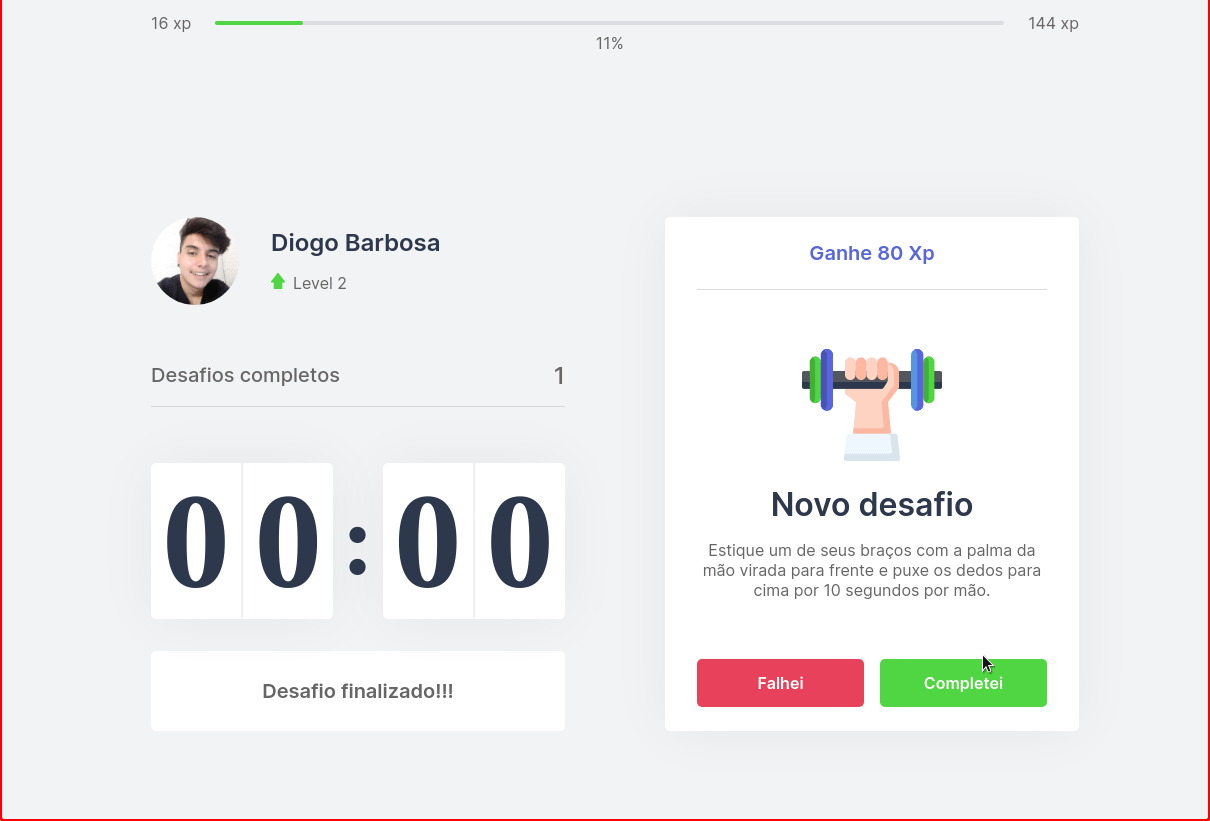 16 xp
144 xp
11%
Diogo Barbosa
Level 2
Desafios completos
1
00:00
Desafio finalizado!!!
Ganhe 80 Xp
Novo desafio
Estique um de seus braços com a palma da
mão virada para frente e puxe os dedos para
cima por 10 segundos por mão.
Falhei
Completei